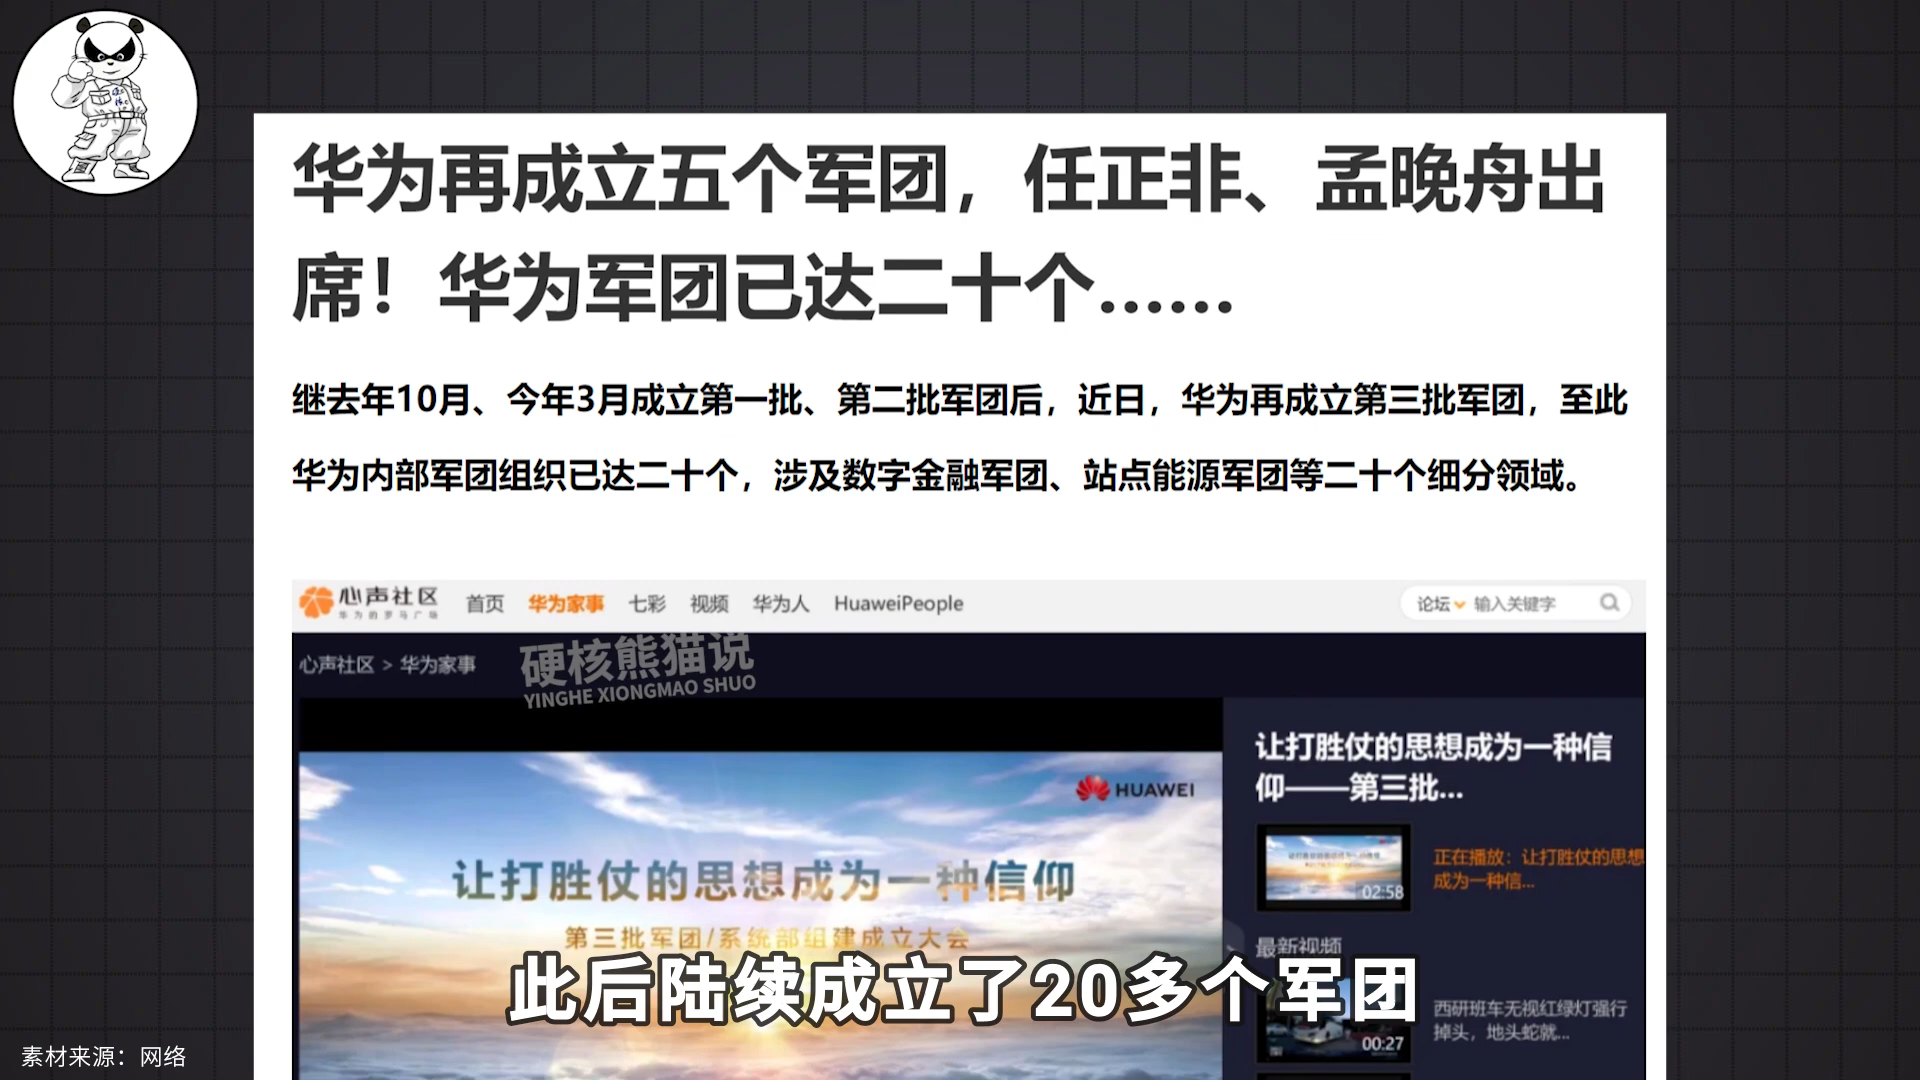 华为再成立五个军团，任正非、孟晚舟出
席！华为军团已达二十个......
继去年10月、今年3月成立第一批、第二批军团后，近日，华为再成立第三批军团，至此
华为内部军团组织已达二十个，涉及数字金融军团、站点能源军团等二十个细分领域。
心声社区
华为的罗马广场
首页 华为家事 七彩 视频 华为人 HuaweiPeople
论坛 输入关键字
心声社区 > 华为家事
硬核熊猫说
YINGHE XIONGMAO SHUO
HUAWEI
让打胜仗的思想成为一种信仰
第三批军团/系统部组建成立大会
让打胜仗的思想成为一种信
仰——第三批...
02:58
正在播放：让打胜仗的思想
成为一种信...
最新视频
西研班车无视红绿灯强行
掉头，地头蛇就...
00:27
此后陆续成立了20多个军团
素材来源：网络